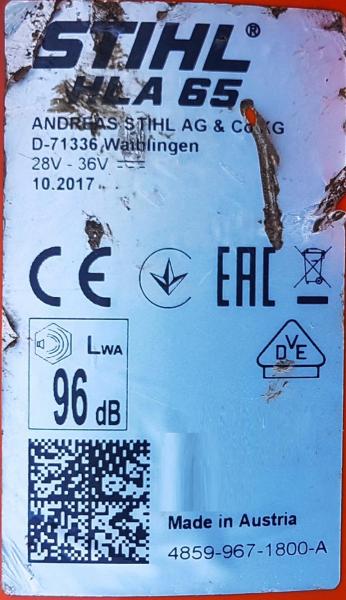 STIHL®
HLA 65
ANDREAS STIHL AG & Co. KG
D-71336 Waiblingen
28V - 36V
10.2017
CE EAC
LWA
96 dB
DVE
Made in Austria
4859-967-1800-A